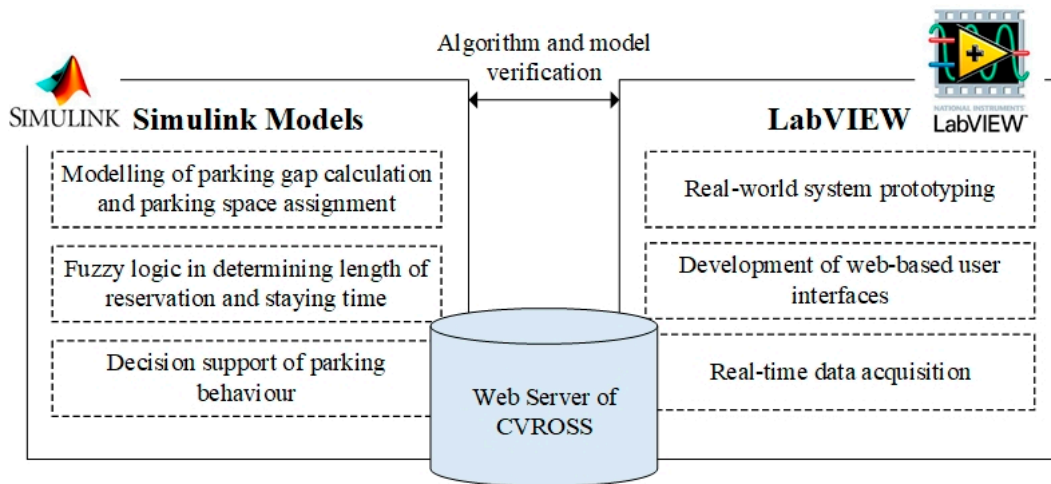 Algorithm and model
verification
SIMULINK
Simulink Models
Modelling of parking gap calculation
and parking space assignment
Fuzzy logic in determining length of
reservation and staying time
Decision support of parking
behaviour
Web Server of
CVROSS
NATIONAL INSTRUMENTS
LabVIEW™
LabVIEW
Real-world system prototyping
Development of web-based user
interfaces
Real-time data acquisition